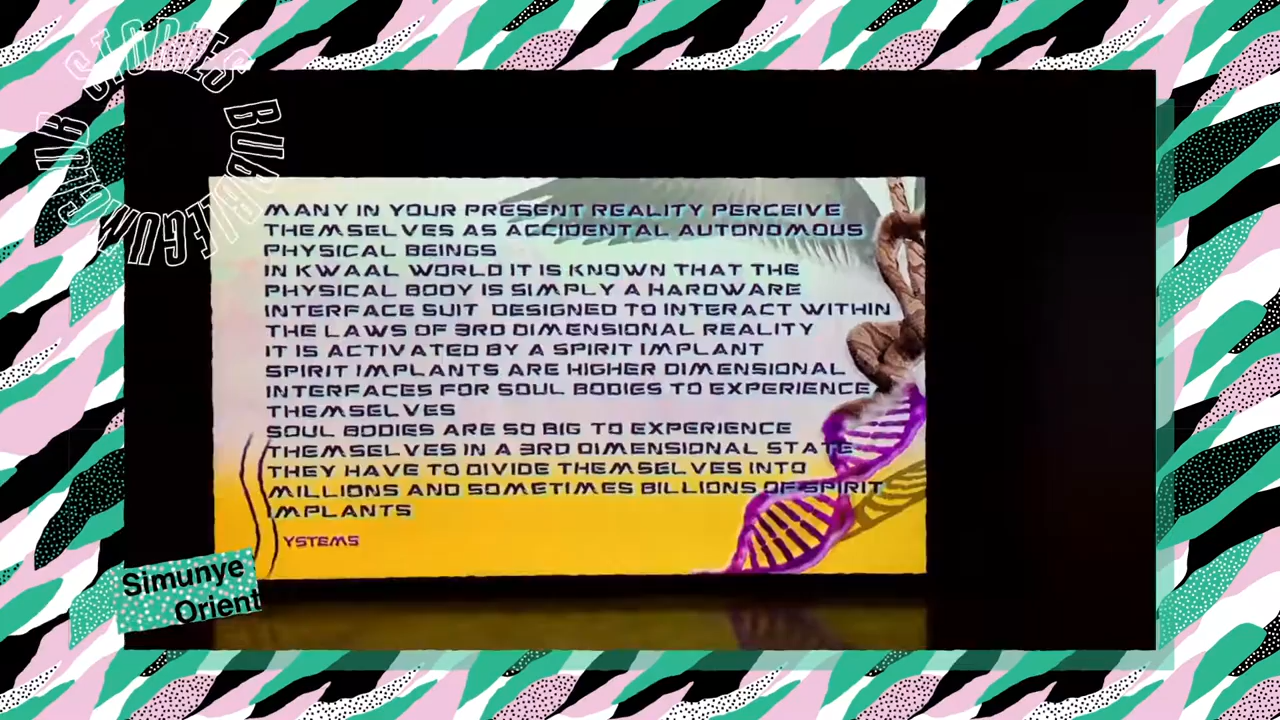 STORIES BUBBLEGUM
MANY IN YOUR PRESENT REALITY PERCEIVE
THEMSELVES AS ACCIDENTAL AUTONOMOUS
PHYSICAL BEINGS
IN KWAAL WORLD IT IS KNOWN THAT THE
PHYSICAL BODY IS SIMPLY A HARDWARE
INTERFACE SUIT DESIGNED TO INTERACT WITHIN
THE LAWS OF 3RD DIMENSIONAL REALITY
IT IS ACTIVATED BY A SPIRIT IMPLANT
SPIRIT IMPLANTS ARE HIGHER DIMENSIONAL
INTERFACES FOR SOUL BODIES TO EXPERIENCE
THEMSELVES
SOUL BODIES ARE SO BIG TO EXPERIENCE
THEMSELVES IN A 3RD DIMENSIONAL STATE
THEY HAVE TO DIVIDE THEMSELVES INTO
MILLIONS AND SOMETIMES BILLIONS OF SPIRIT
IMPLANTS
YSTEMS
Simunye
Orient